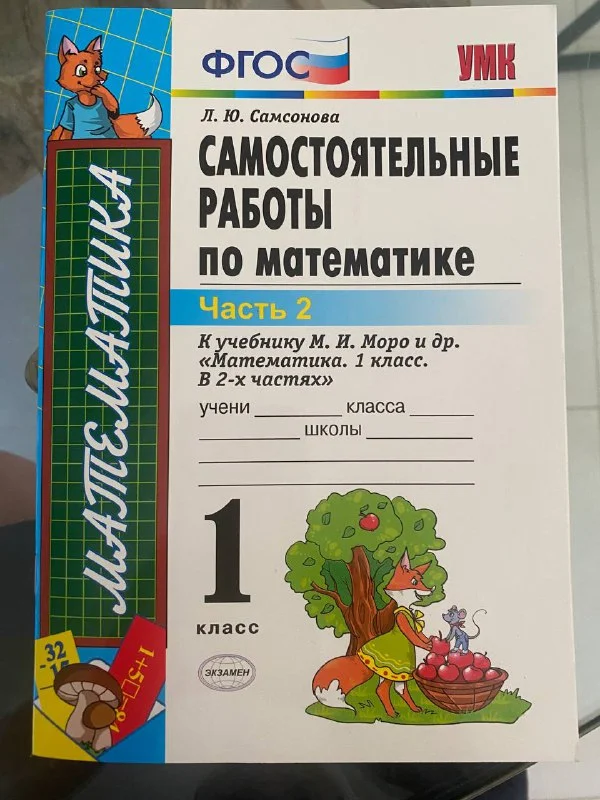 ФГОС
УМК
Л. Ю. Самсонова
САМОСТОЯТЕЛЬНЫЕ
РАБОТЫ
по математике
Часть 2
К учебнику М. И. Моро и др.
«Математика. 1 класс.
В 2-х частях»
учени класса
школы
МАТЕМАТИКА
1
класс
ЭКЗАМЕН
-32